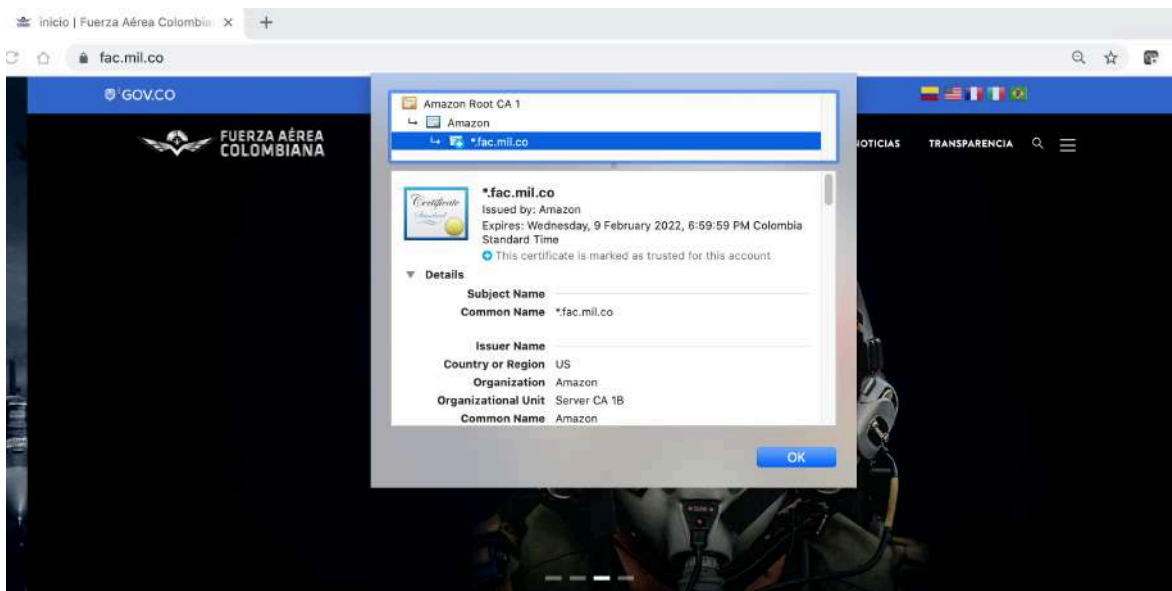 inicio | Fuerza Aérea Colombia
fac.mil.co
GOV.CO
FUERZA AÉREA
COLOMBIANA
NOTICIAS TRANSPARENCIA
Amazon Root CA 1
Amazon
*.fac.mil.co
Certificate
Standard
*.fac.mil.co
Issued by: Amazon
Expires: Wednesday, 9 February 2022, 6:59:59 PM Colombia
Standard Time
This certificate is marked as trusted for this account
Details
Subject Name
Common Name *.fac.mil.co
Issuer Name
Country or Region US
Organization Amazon
Organizational Unit Server CA 1B
Common Name Amazon
OK